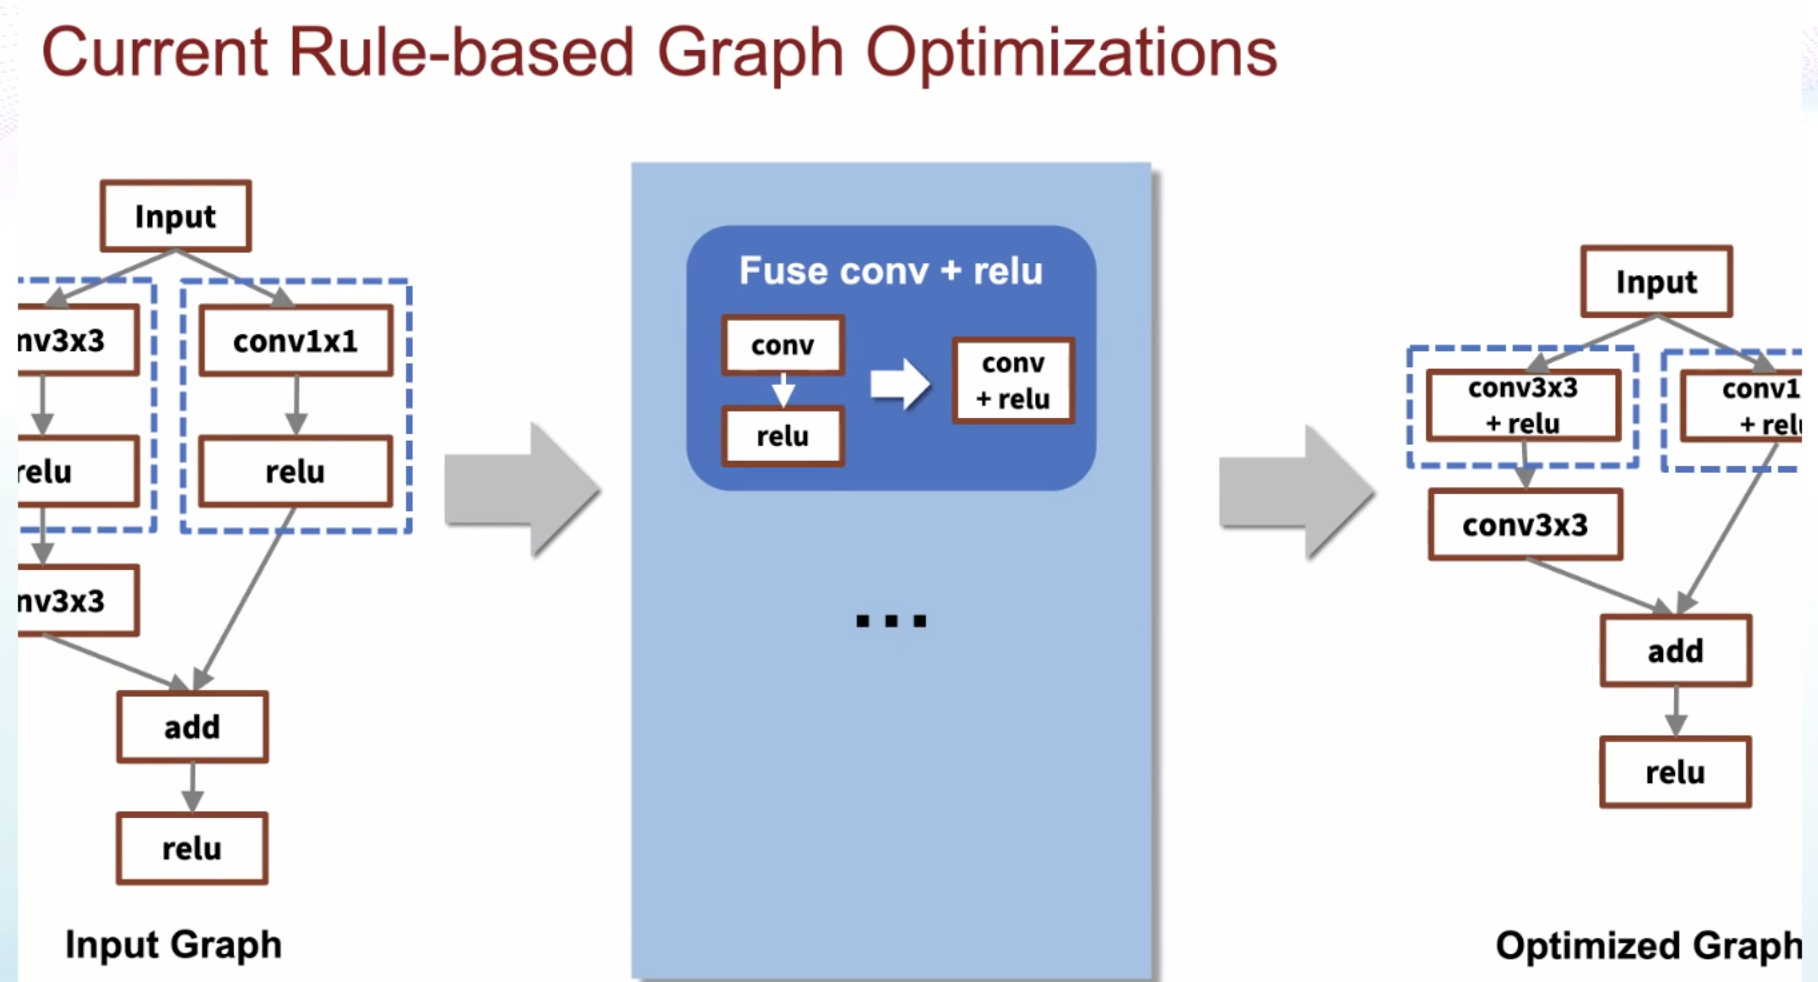 Current Rule-based Graph Optimizations
Input
nv3x3
conv1x1
relu
relu
nv3x3
add
relu
Input Graph
Fuse conv + relu
conv
relu
conv
+ relu
...
Input
conv3x3
+ relu
conv1
+ relu
conv3x3
add
relu
Optimized Graph